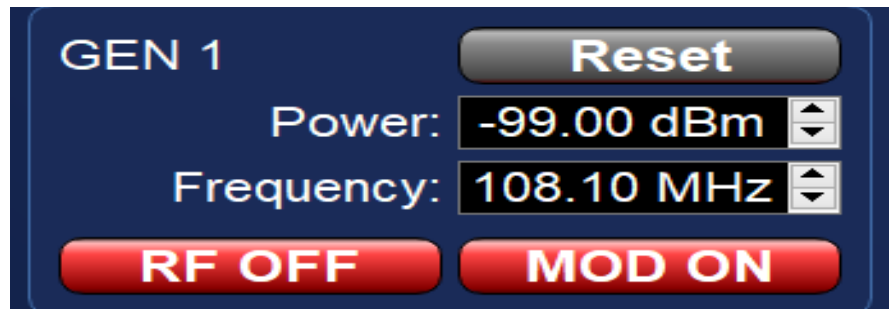 GEN 1 Reset
Power: -99.00 dBm
Frequency: 108.10 MHz
RF OFF MOD ON